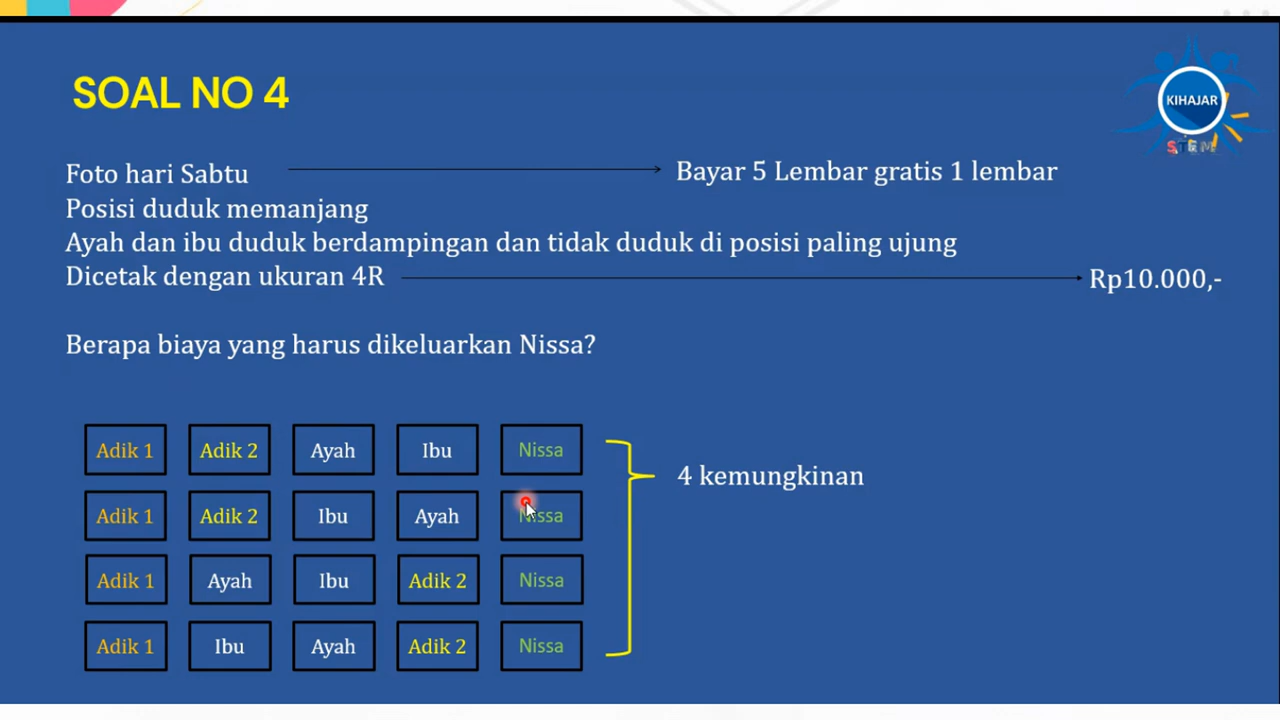 SOAL NO 4
KIHAJAR
STEM
Foto hari Sabtu
Bayar 5 Lembar gratis 1 lembar
Posisi duduk memanjang
Ayah dan ibu duduk berdampingan dan tidak duduk di posisi paling ujung
Dicetak dengan ukuran 4R
Rp10.000,-
Berapa biaya yang harus dikeluarkan Nissa?
Adik 1 Adik 2 Ayah Ibu Nissa
4 kemungkinan
Adik 1 Adik 2 Ibu Ayah Nissa
Adik 1 Ayah Ibu Adik 2 Nissa
Adik 1 Ibu Ayah Adik 2 Nissa